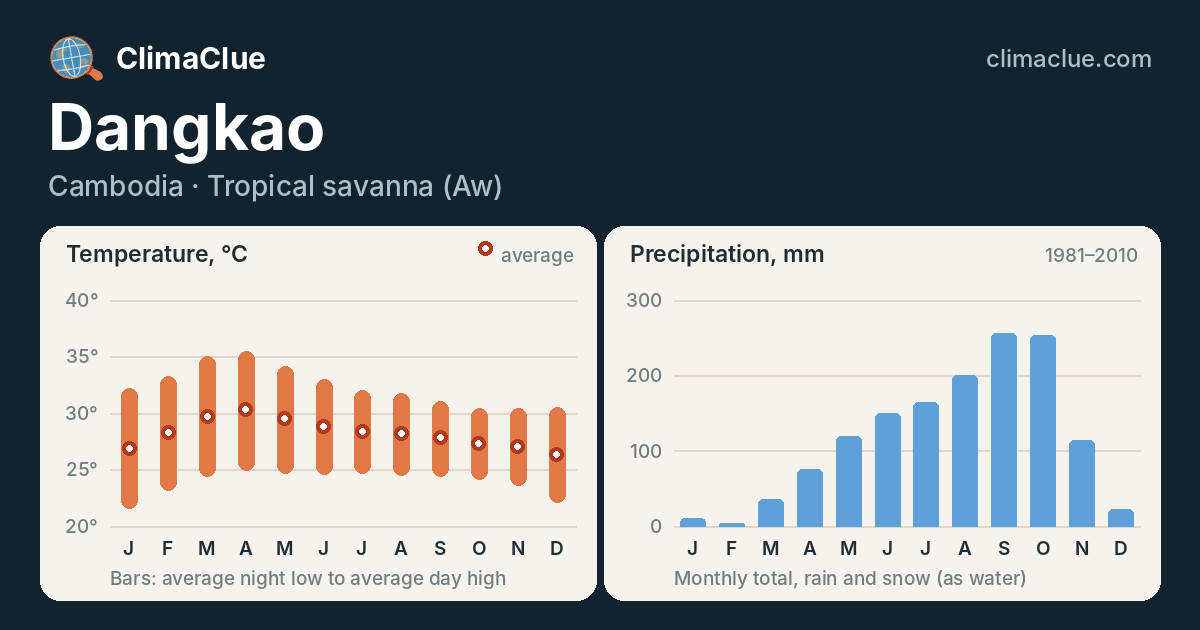 ClimaClue
climaclue.com
Dangkao
Cambodia · Tropical savanna (Aw)
Temperature, °C
average
40°
35°
30°
25°
20°
J F M A M J J A S O N D
Bars: average night low to average day high
Precipitation, mm
1981–2010
300
200
100
0
J F M A M J J A S O N D
Monthly total, rain and snow (as water)